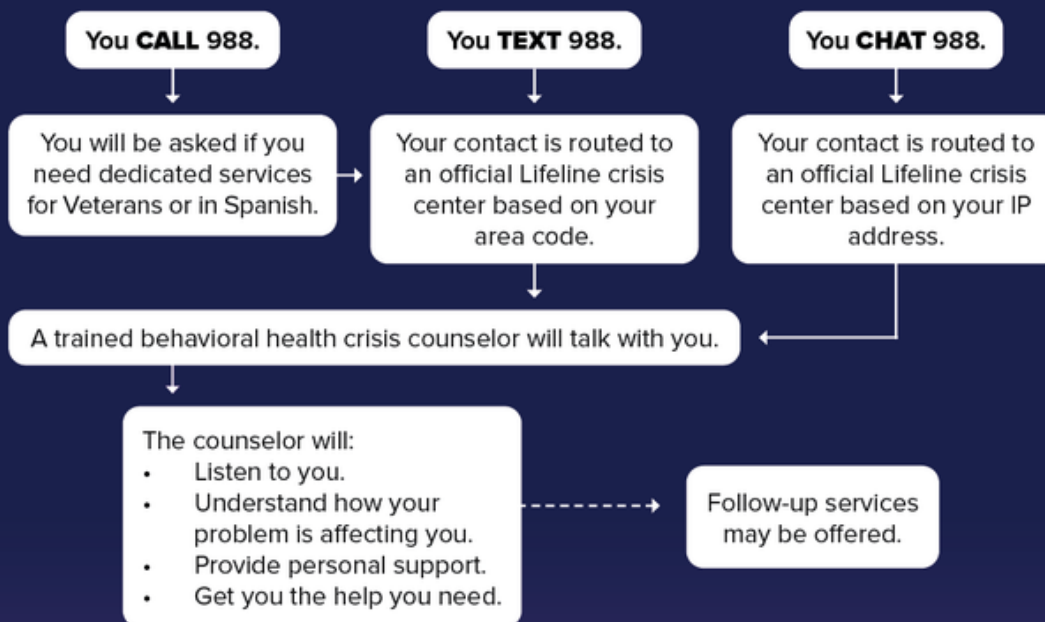 You CALL 988.
You will be asked if you
need dedicated services
for Veterans or in Spanish.
You TEXT 988.
Your contact is routed to
an official Lifeline crisis
center based on your
area code.
You CHAT 988.
Your contact is routed to
an official Lifeline crisis
center based on your IP
address.
A trained behavioral health crisis counselor will talk with you.
The counselor will:
• Listen to you.
• Understand how your
problem is affecting you.
• Provide personal support.
• Get you the help you need.
Follow-up services
may be offered.